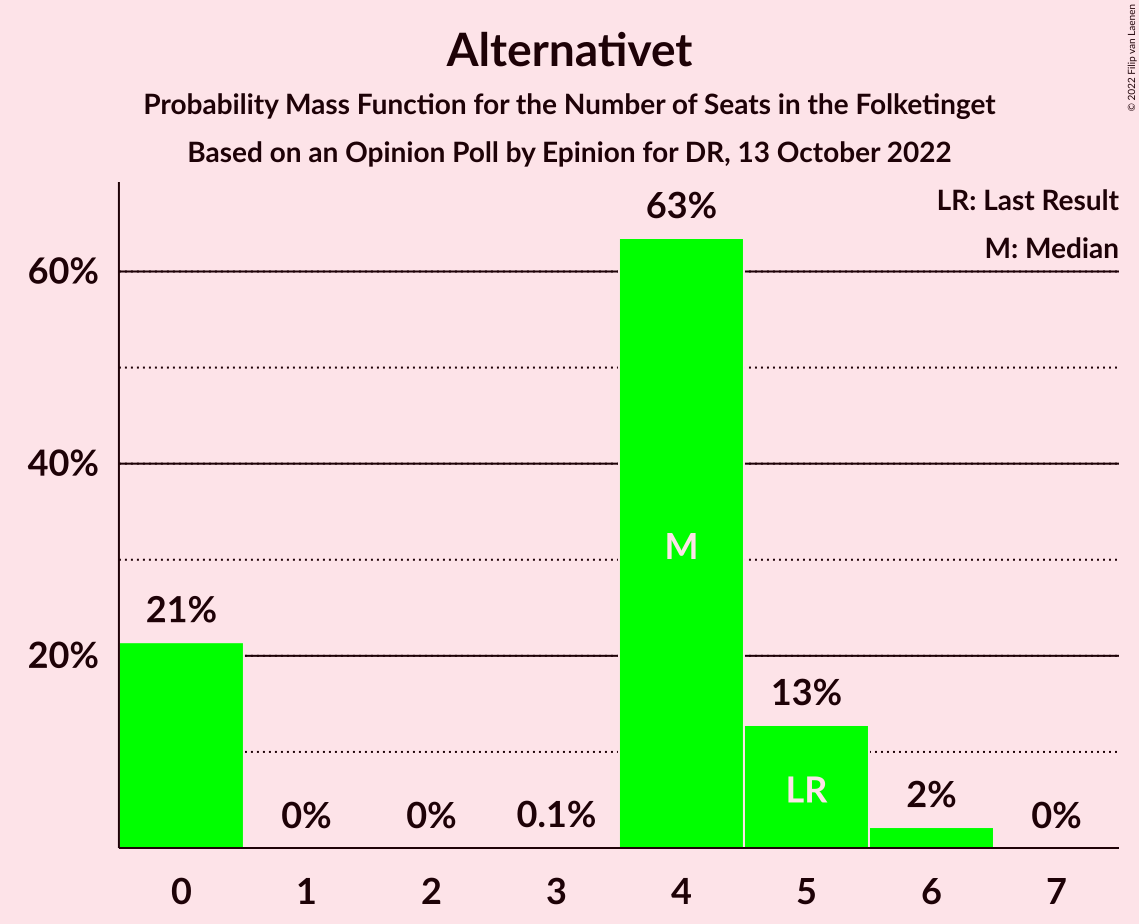 Alternativet
Probability Mass Function for the Number of Seats in the Folketinget
Based on an Opinion Poll by Epinion for DR, 13 October 2022
© 2022 Filip van Laenen
LR: Last Result
M: Median
63%
60%
40%
M
21%
20%
13%
LR
2%
0%
0%
0.1%
0%
0 1 2 3 4 5 6 7